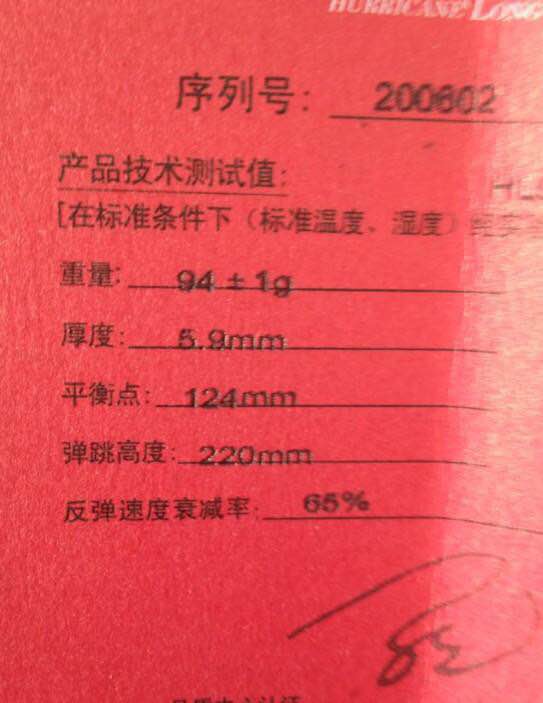 HURRICANE LONG
序列号: 200602
产品技术测试值:
[在标准条件下（标准温度、湿度）
重量: 94 ± 1g
厚度: 5.9mm
平衡点: 124mm
弹跳高度: 220mm
反弹速度衰减率: 65%